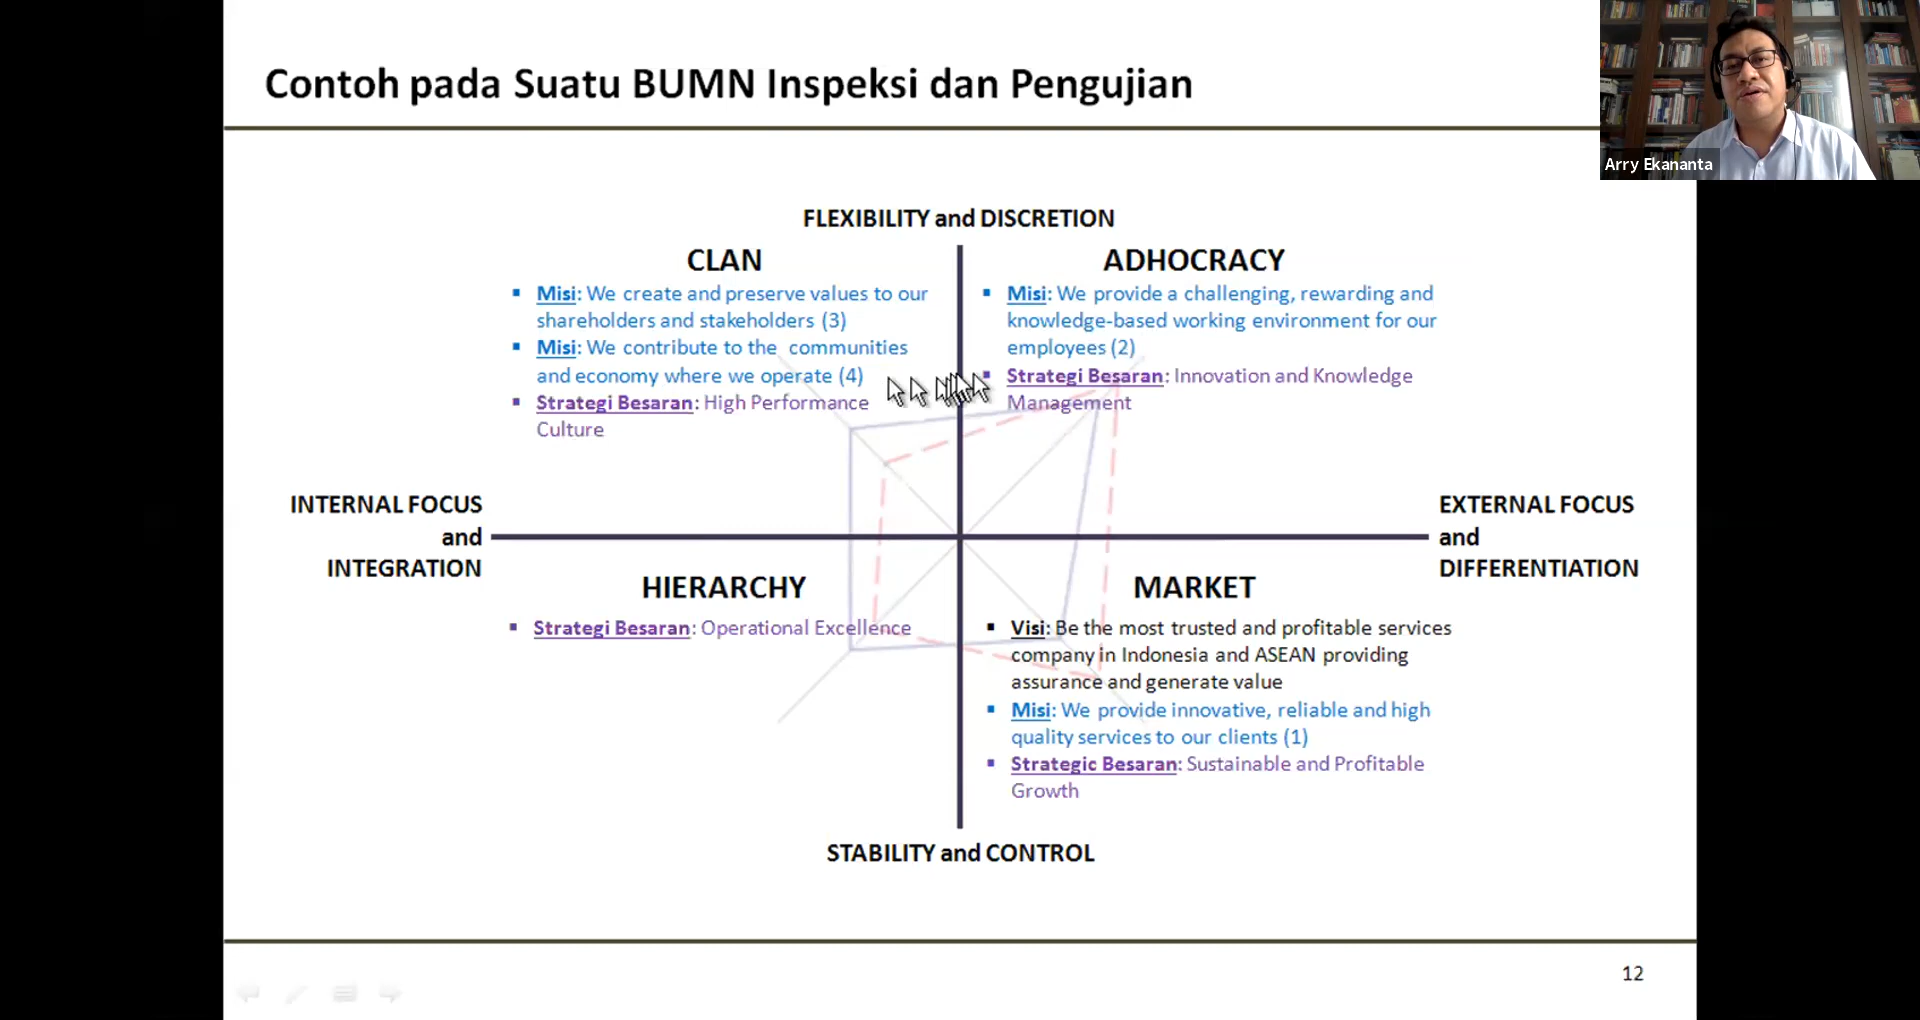 Contoh pada Suatu BUMN Inspeksi dan Pengujian
Arry Ekananta
FLEXIBILITY and DISCRETION
CLAN
▪ Misi: We create and preserve values to our
shareholders and stakeholders (3)
▪ Misi: We contribute to the communities
and economy where we operate (4)
▪ Strategi Besaran: High Performance
Culture
ADHOCRACY
▪ Misi: We provide a challenging, rewarding and
knowledge-based working environment for our
employees (2)
▪ Strategi Besaran: Innovation and Knowledge
Management
INTERNAL FOCUS
and
INTEGRATION
EXTERNAL FOCUS
and
DIFFERENTIATION
HIERARCHY
▪ Strategi Besaran: Operational Excellence
MARKET
▪ Visi: Be the most trusted and profitable services
company in Indonesia and ASEAN providing
assurance and generate value
▪ Misi: We provide innovative, reliable and high
quality services to our clients (1)
▪ Strategic Besaran: Sustainable and Profitable
Growth
STABILITY and CONTROL
12